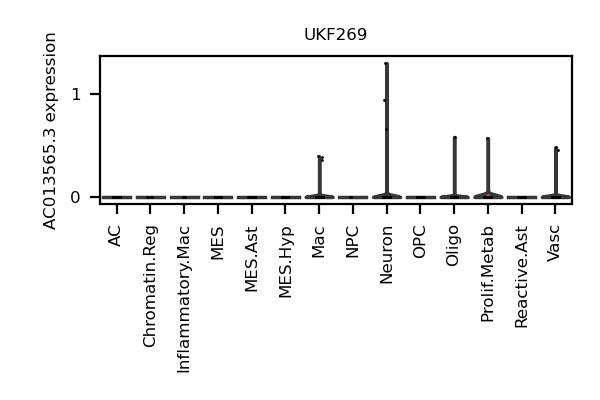 UKF269
AC013565.3 expression
1
0
AC
Chromatin.Reg
Inflammatory.Mac
MES
MES.Ast
MES.Hyp
Mac
NPC
Neuron
OPC
Oligo
Prolif.Metab
Reactive.Ast
Vasc